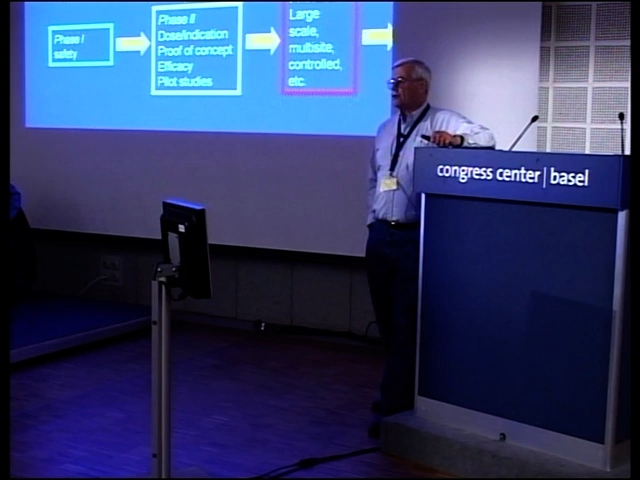 Phase I
safety
Phase II
Dose/indication
Proof of concept
Efficacy
Pilot studies
Large
scale,
multisite,
controlled,
etc.
congress center | basel